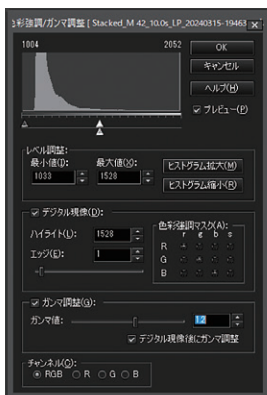 彩強調/ガンマ調整 [ Stacked_M 42_10.0s_LP_20240315-19463
1004
2052
OK
キャンセル
ヘルプ(H)
プレビュー(P)
レベル調整:
最小値(I):
最大値(X):
1033
1528
ヒストグラム拡大(M)
ヒストグラム縮小(R)
デジタル現像(D):
ハイライト(L):
1528
エッジ(E):
1
色彩強調マスク(A):
r g b s
R
G
B
ガンマ調整(G):
ガンマ値:
1.2
デジタル現像後にガンマ調整
チャンネル(C):
RGB R G B